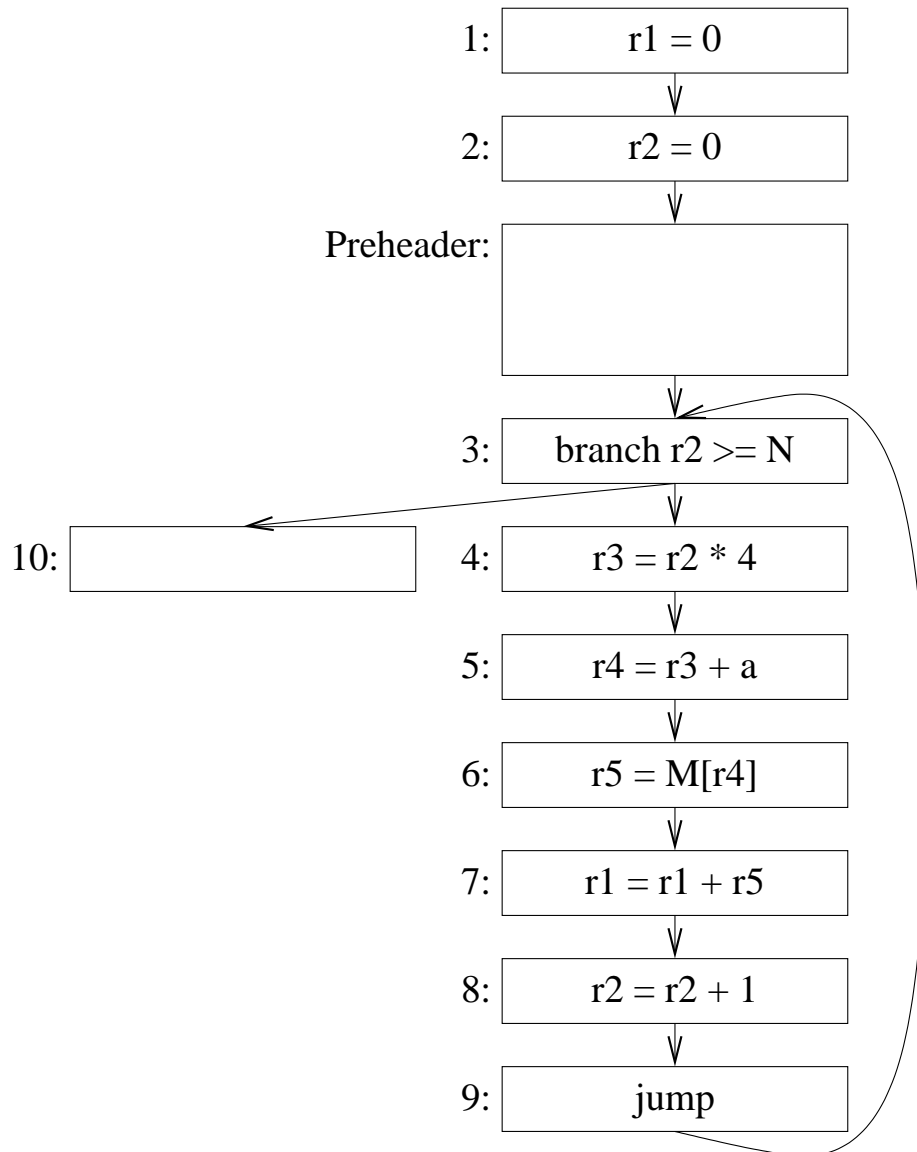 1: r1 = 0
2: r2 = 0
Preheader:
3: branch r2 >= N
10:
4: r3 = r2 * 4
5: r4 = r3 + a
6: r5 = M[r4]
7: r1 = r1 + r5
8: r2 = r2 + 1
9: jump